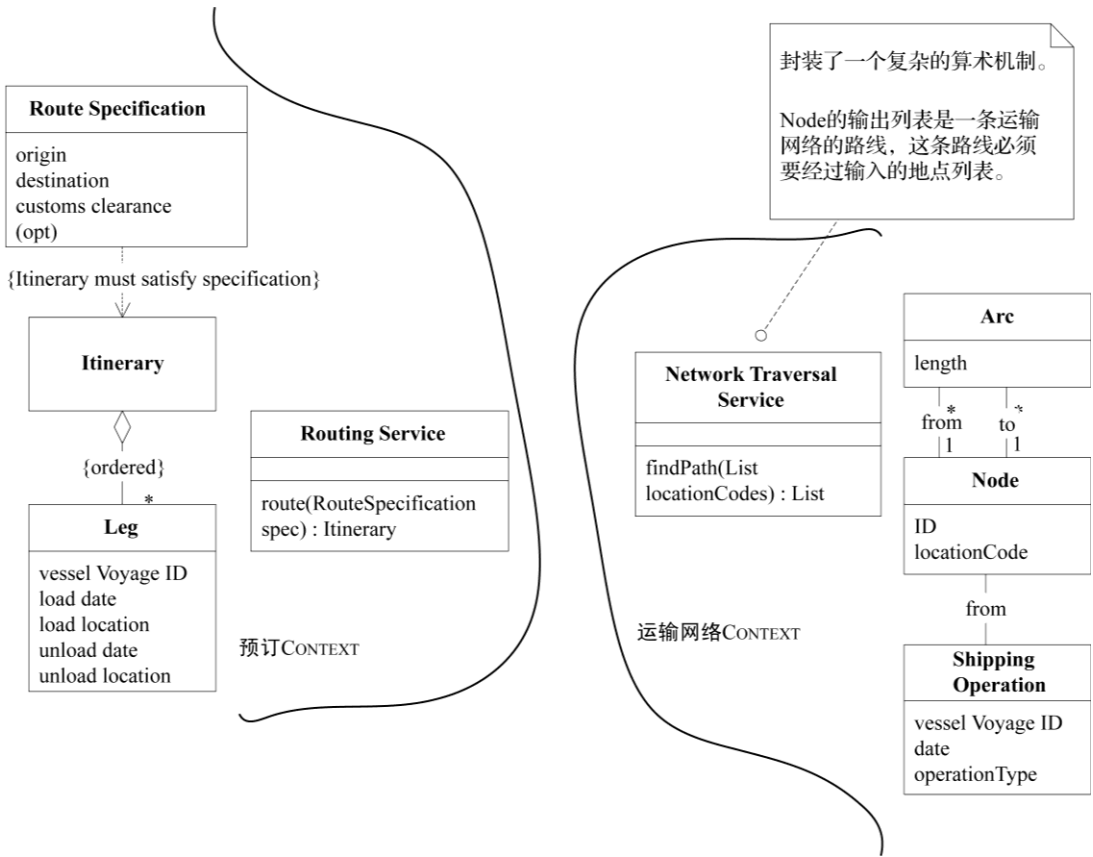 Route Specification
origin
destination
customs clearance
(opt)
{Itinerary must satisfy specification}
Itinerary
{ordered}
*
Leg
vessel Voyage ID
load date
load location
unload date
unload location
Routing Service
route(RouteSpecification
spec) : Itinerary
预订CONTEXT
封装了一个复杂的算术机制。
Node的输出列表是一条运输
网络的路线，这条路线必须
要经过输入的地点列表。
Network Traversal
Service
findPath(List
locationCodes) : List
运输网络CONTEXT
Arc
length
* *
from to
1 1
Node
ID
locationCode
from
Shipping
Operation
vessel Voyage ID
date
operationType